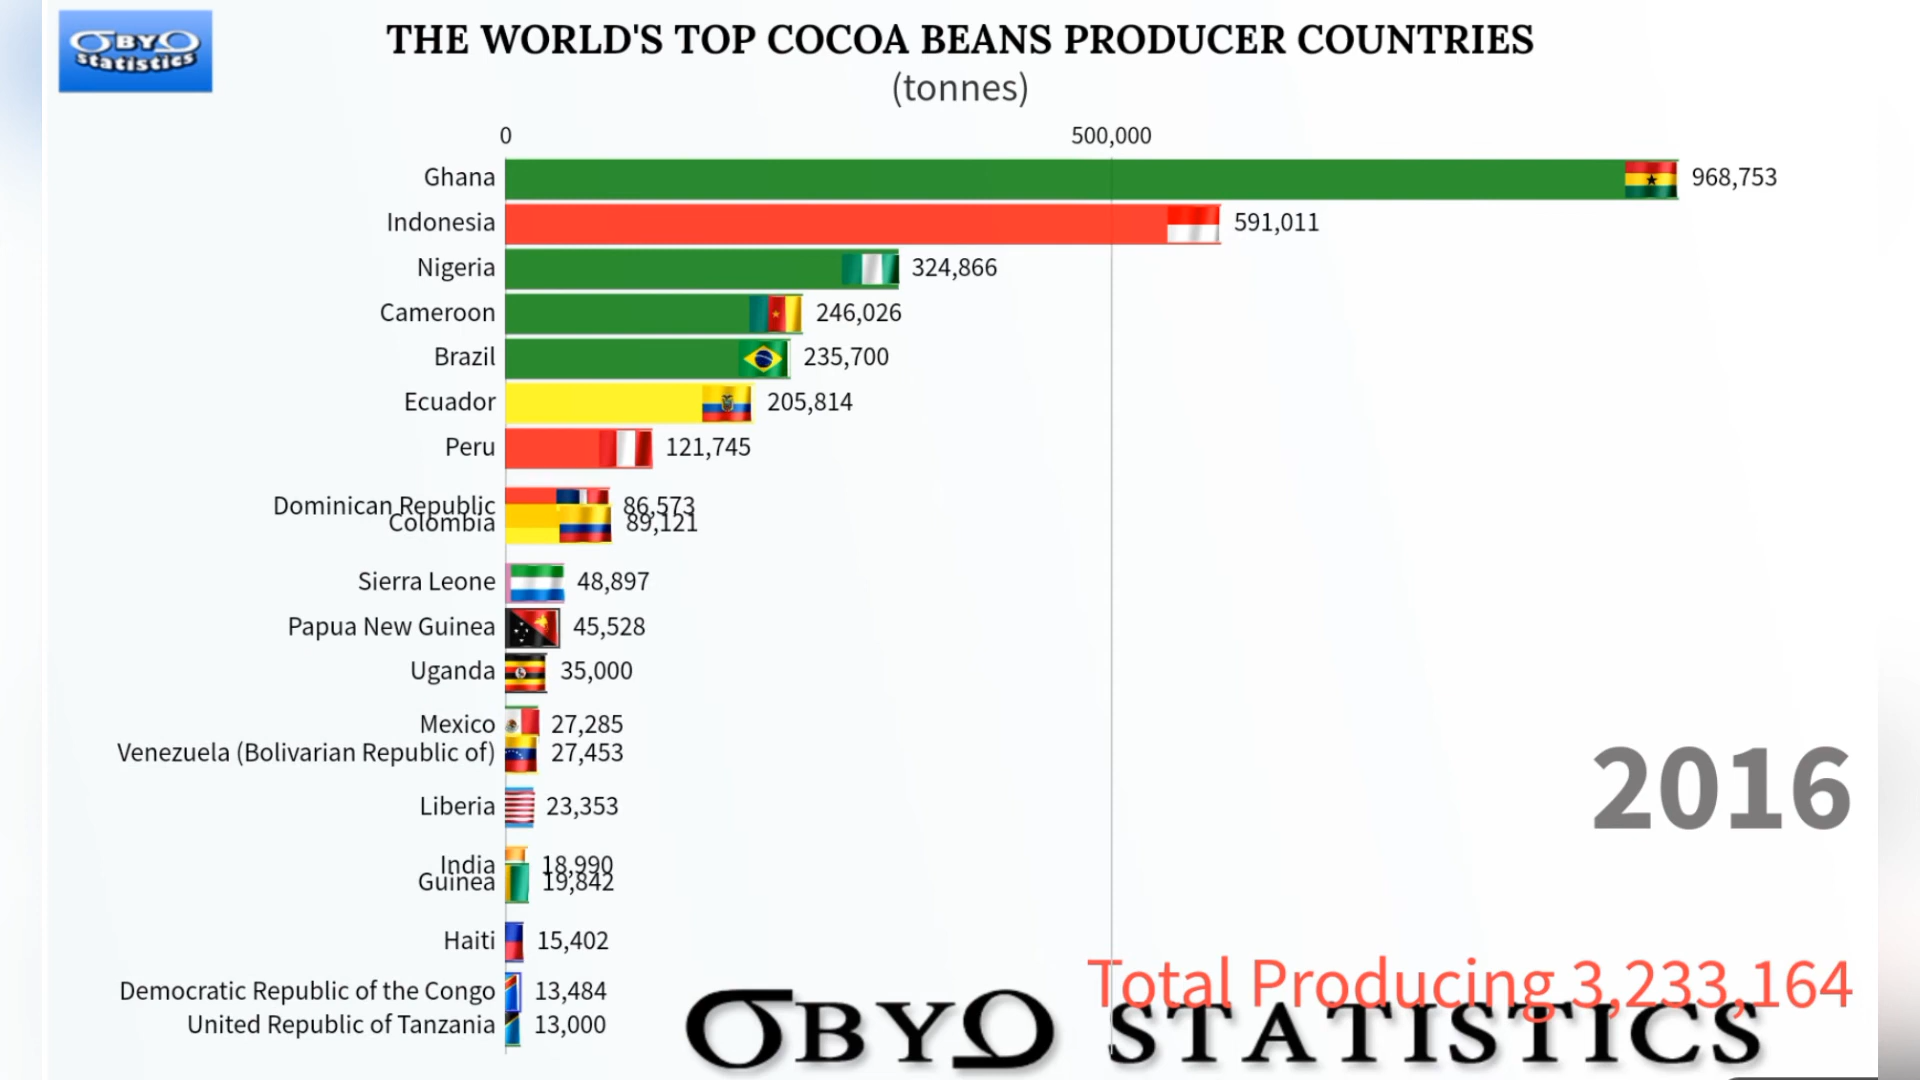 OBYO
statistics
THE WORLD'S TOP COCOA BEANS PRODUCER COUNTRIES
(tonnes)
0 500,000
Ghana 968,753
Indonesia 591,011
Nigeria 324,866
Cameroon 246,026
Brazil 235,700
Ecuador 205,814
Peru 121,745
Dominican Republic 86,573
Colombia 89,121
Sierra Leone 48,897
Papua New Guinea 45,528
Uganda 35,000
Mexico 27,285
Venezuela (Bolivarian Republic of) 27,453
Liberia 23,353
India 18,990
Guinea 19,842
Haiti 15,402
Democratic Republic of the Congo 13,484
United Republic of Tanzania 13,000
2016
Total Producing 3,233,164
OBYO STATISTICS